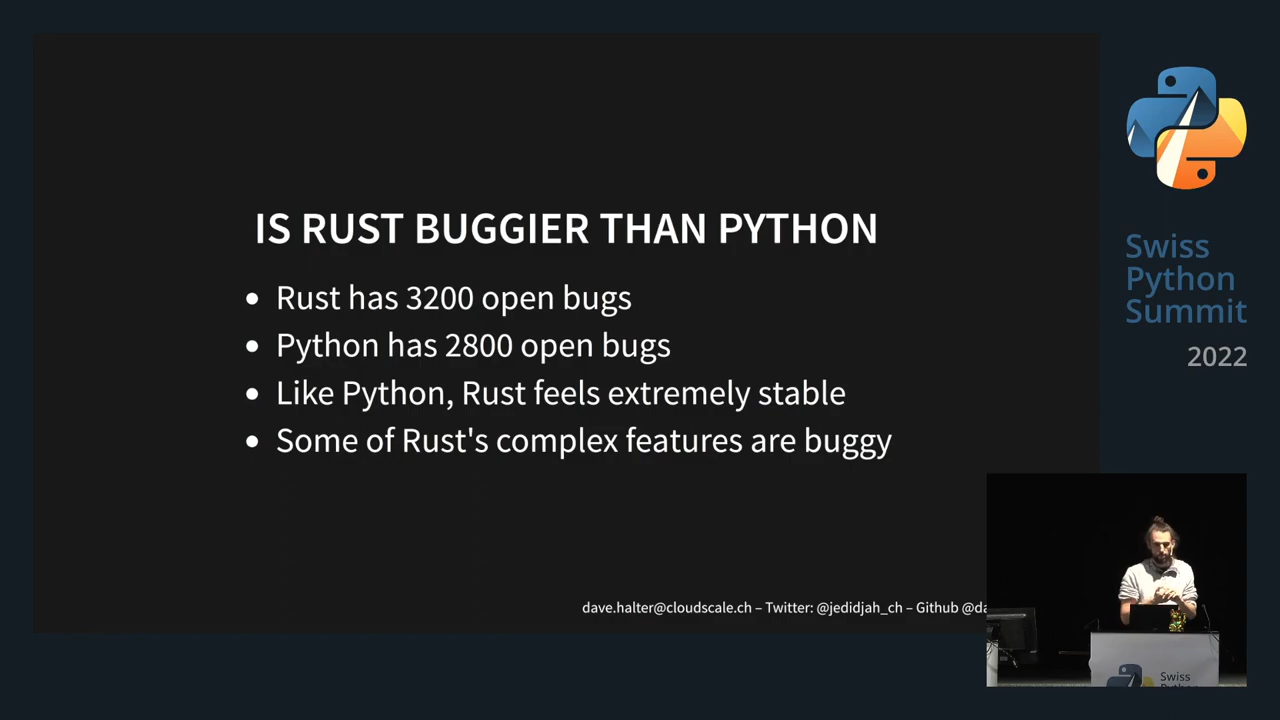 IS RUST BUGGIER THAN PYTHON
Rust has 3200 open bugs
Python has 2800 open bugs
Like Python, Rust feels extremely stable
Some of Rust's complex features are buggy
dave.halter@cloudscale.ch – Twitter: @jedidjah_ch – Github @da
Swiss
Python
Summit
2022
Swiss